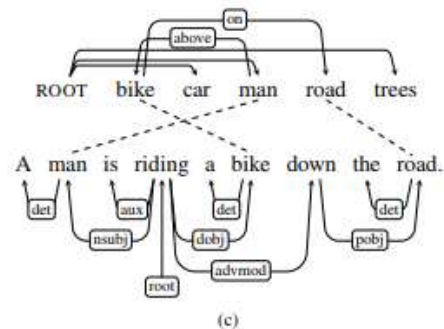 on
above
ROOT bike car man road trees
A man is riding a bike down the road.
det aux det det
nsubj dobj pobj
advmod
root
(c)